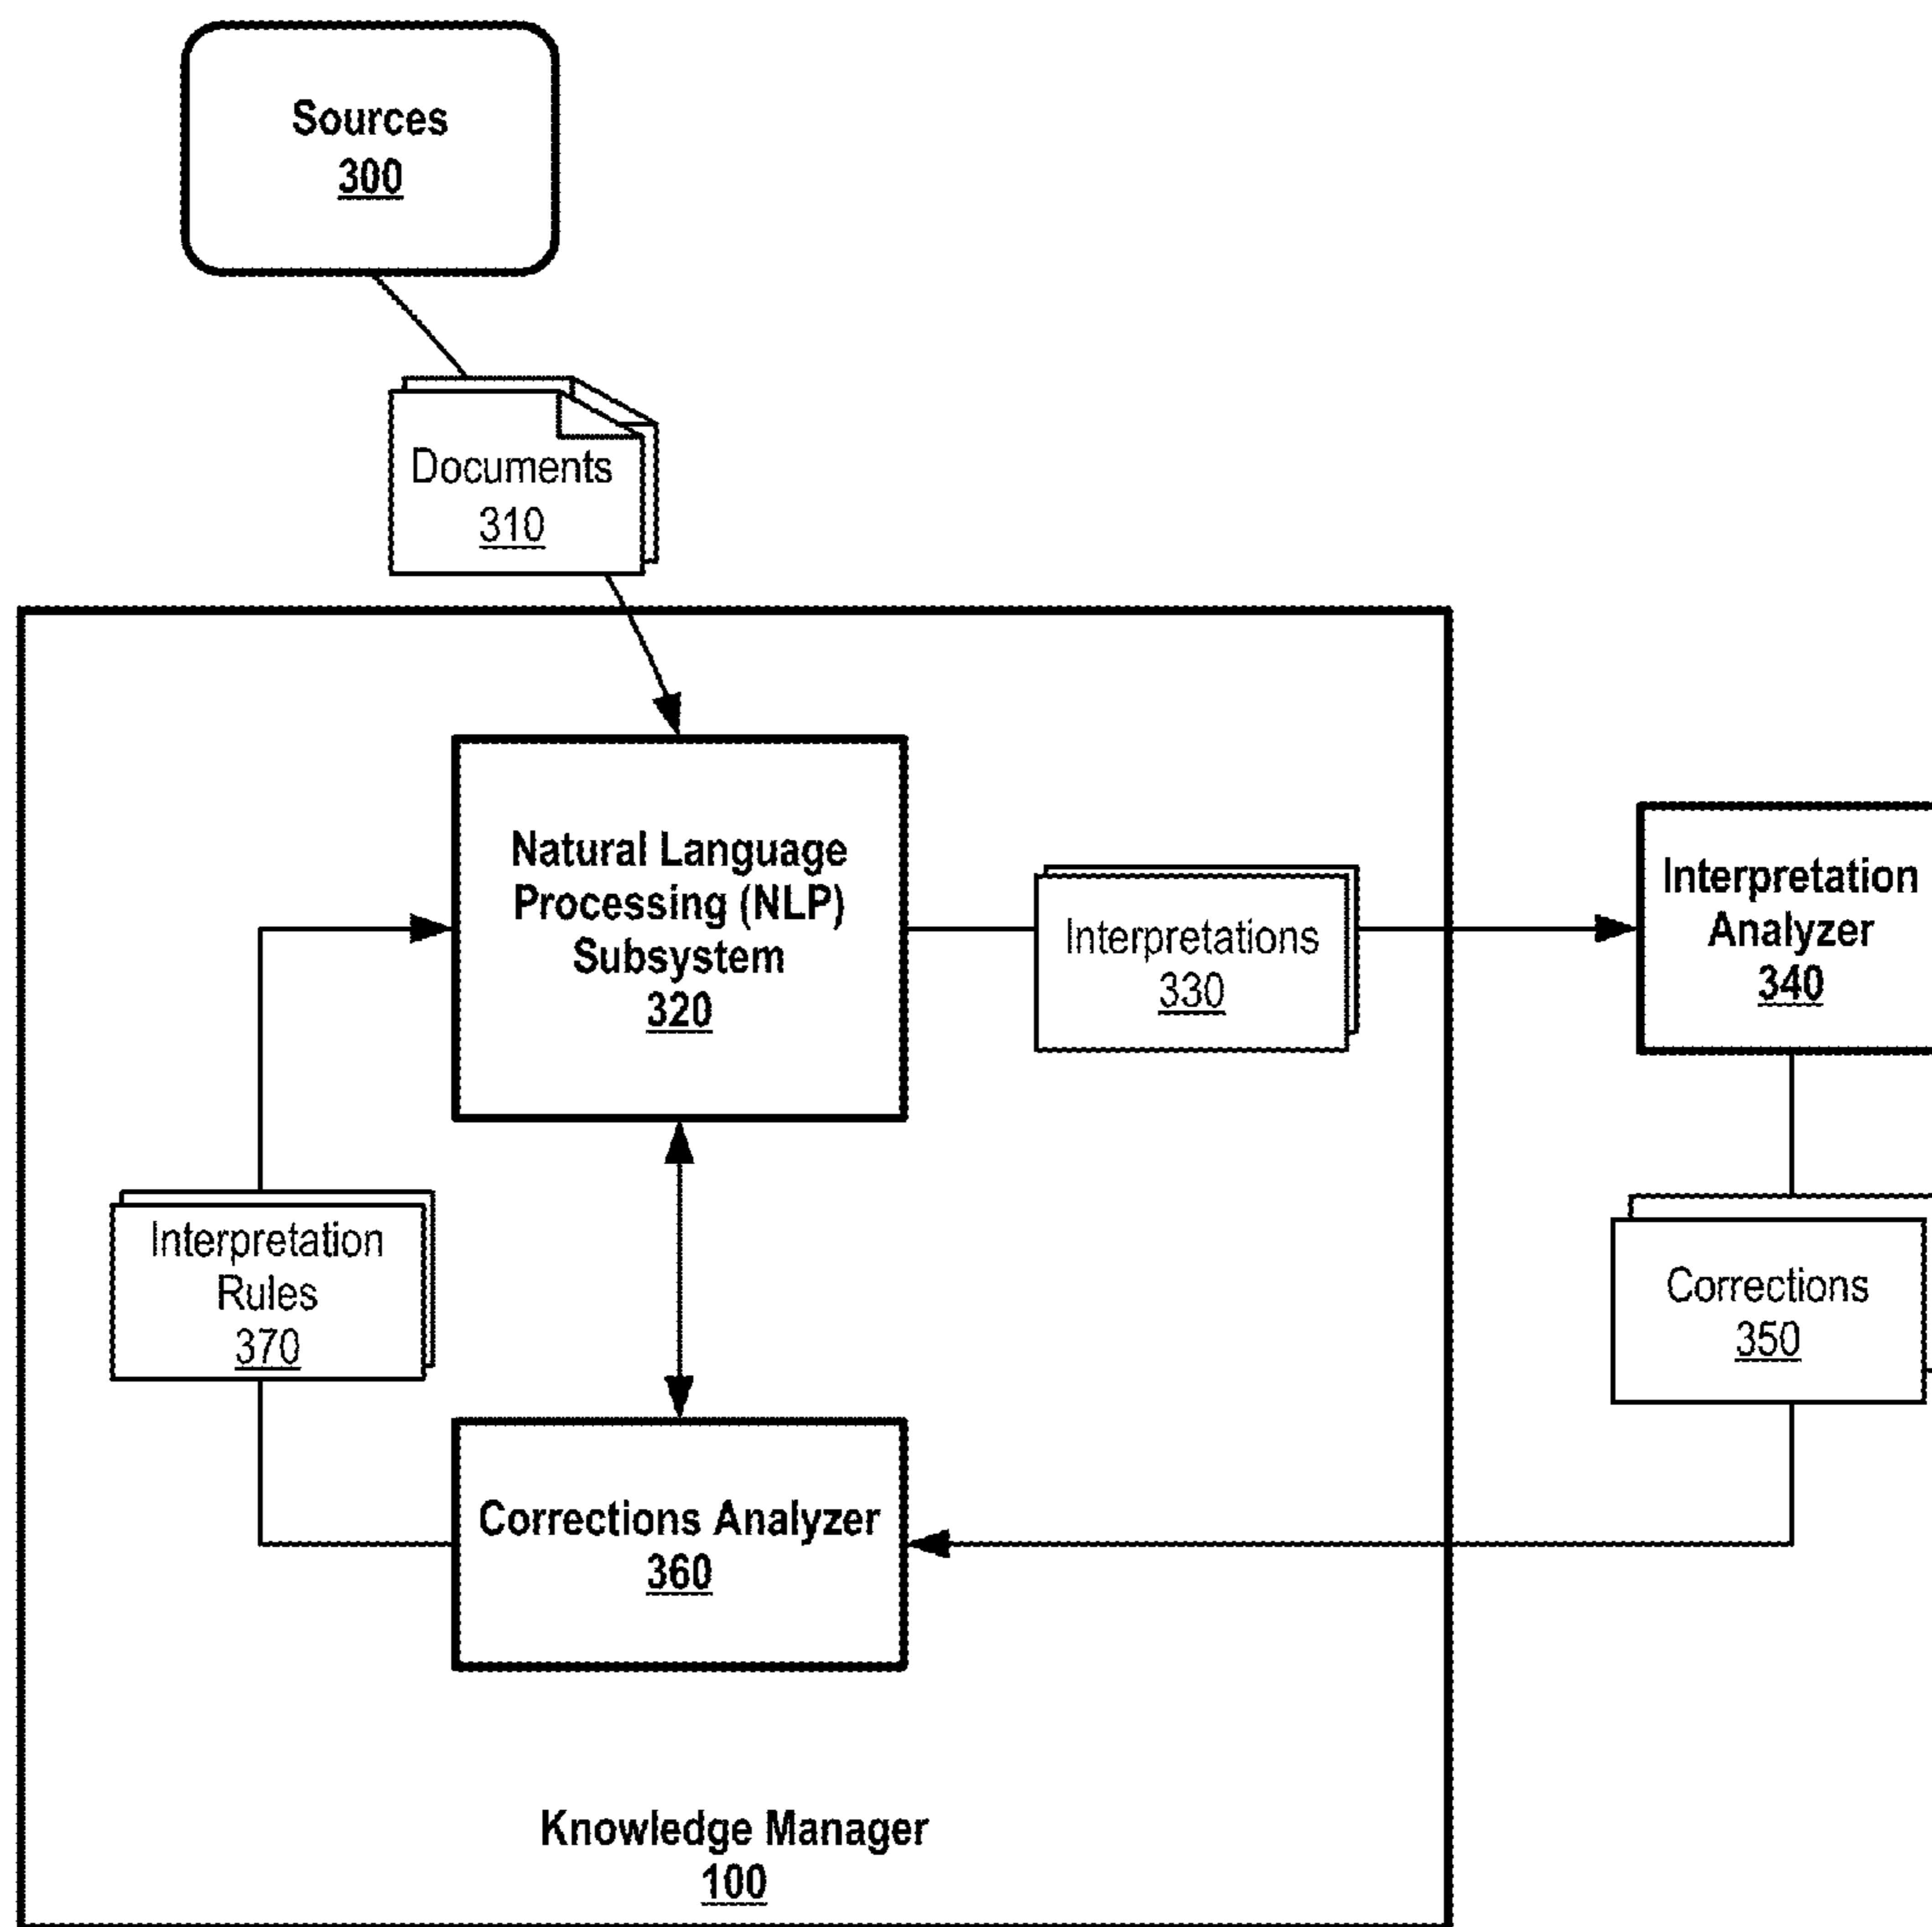 Sources
300
Documents
310
Natural Language
Processing (NLP)
Subsystem
320
Interpretations
330
Interpretation
Analyzer
340
Interpretation
Rules
370
Corrections
350
Corrections Analyzer
360
Knowledge Manager
100